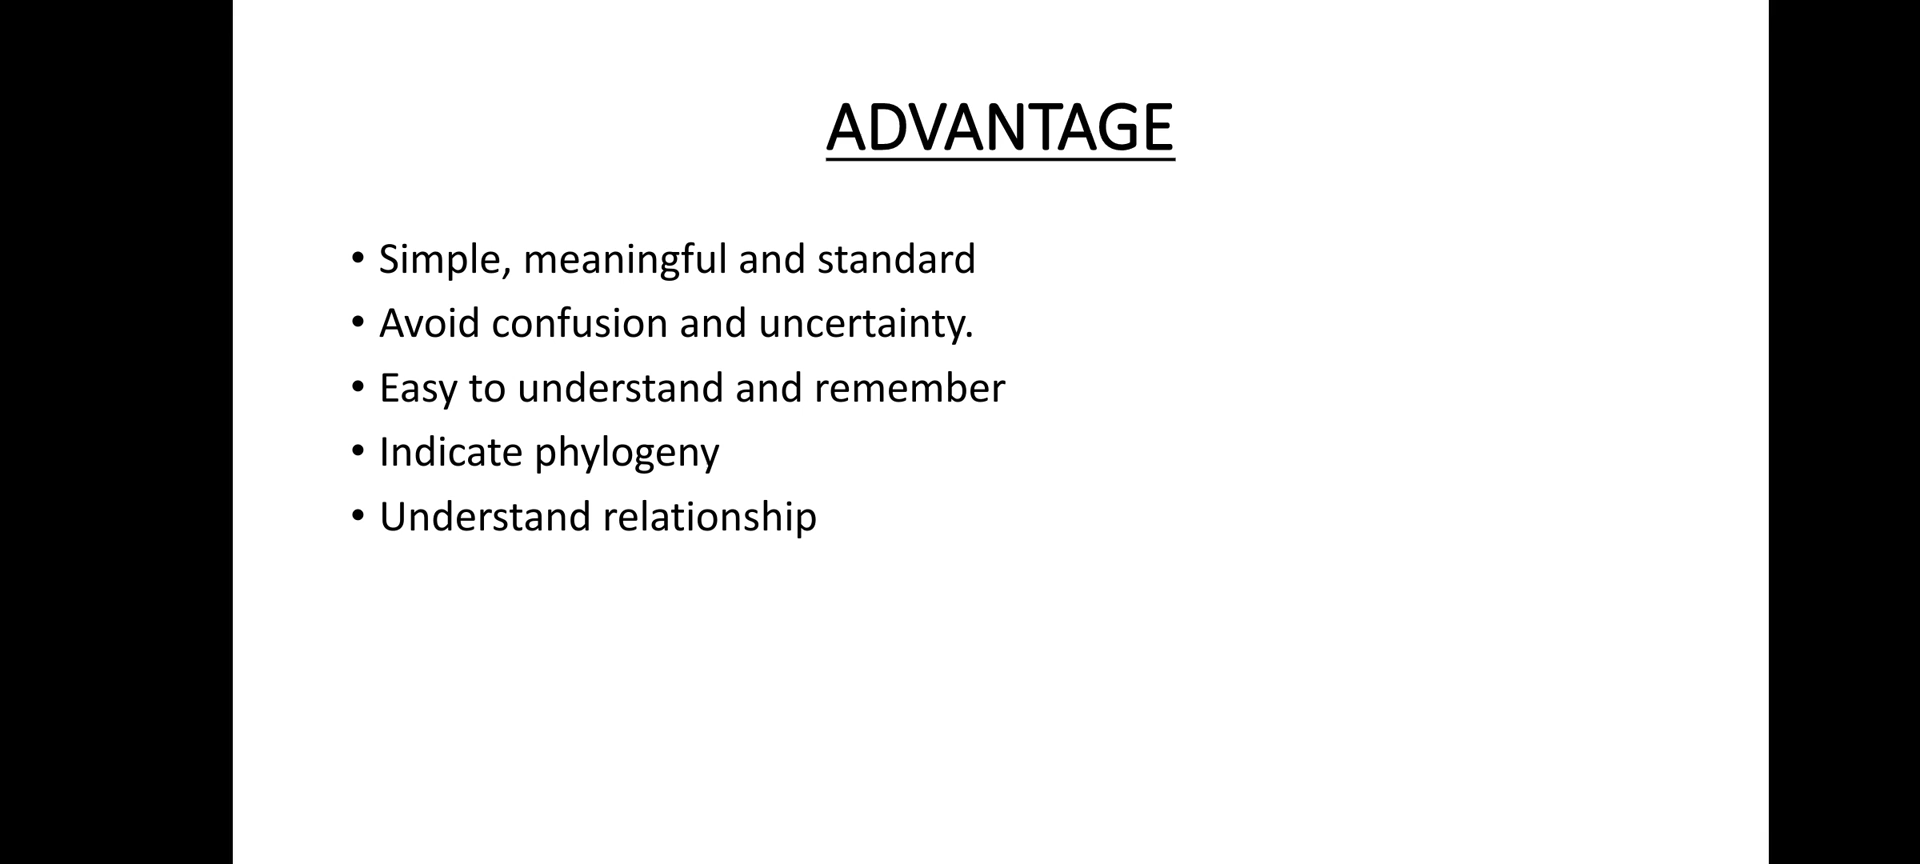 ADVANTAGE
• Simple, meaningful and standard
• Avoid confusion and uncertainty.
• Easy to understand and remember
• Indicate phylogeny
• Understand relationship